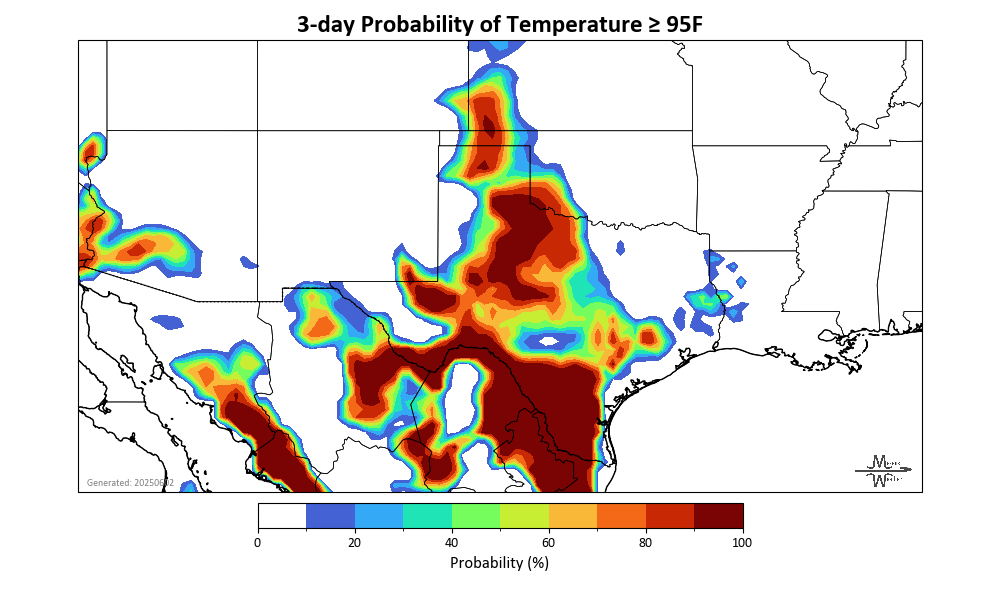 3-day Probability of Temperature ≥ 95F
Generated: 20250602
0 20 40 60 80 100
Probability (%)